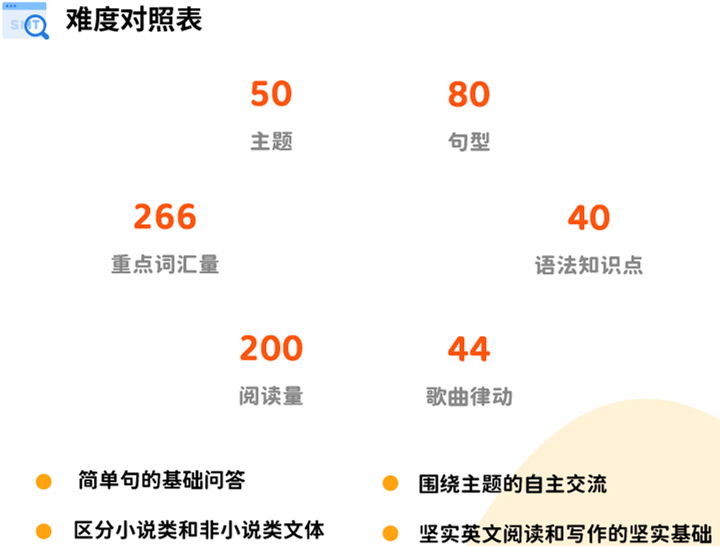 SMT
难度对照表
50
80
主题
句型
266
40
重点词汇量
语法知识点
200
44
阅读量
歌曲律动
简单句的基础问答
围绕主题的自主交流
区分小说类和非小说类文体
坚实英文阅读和写作的坚实基础